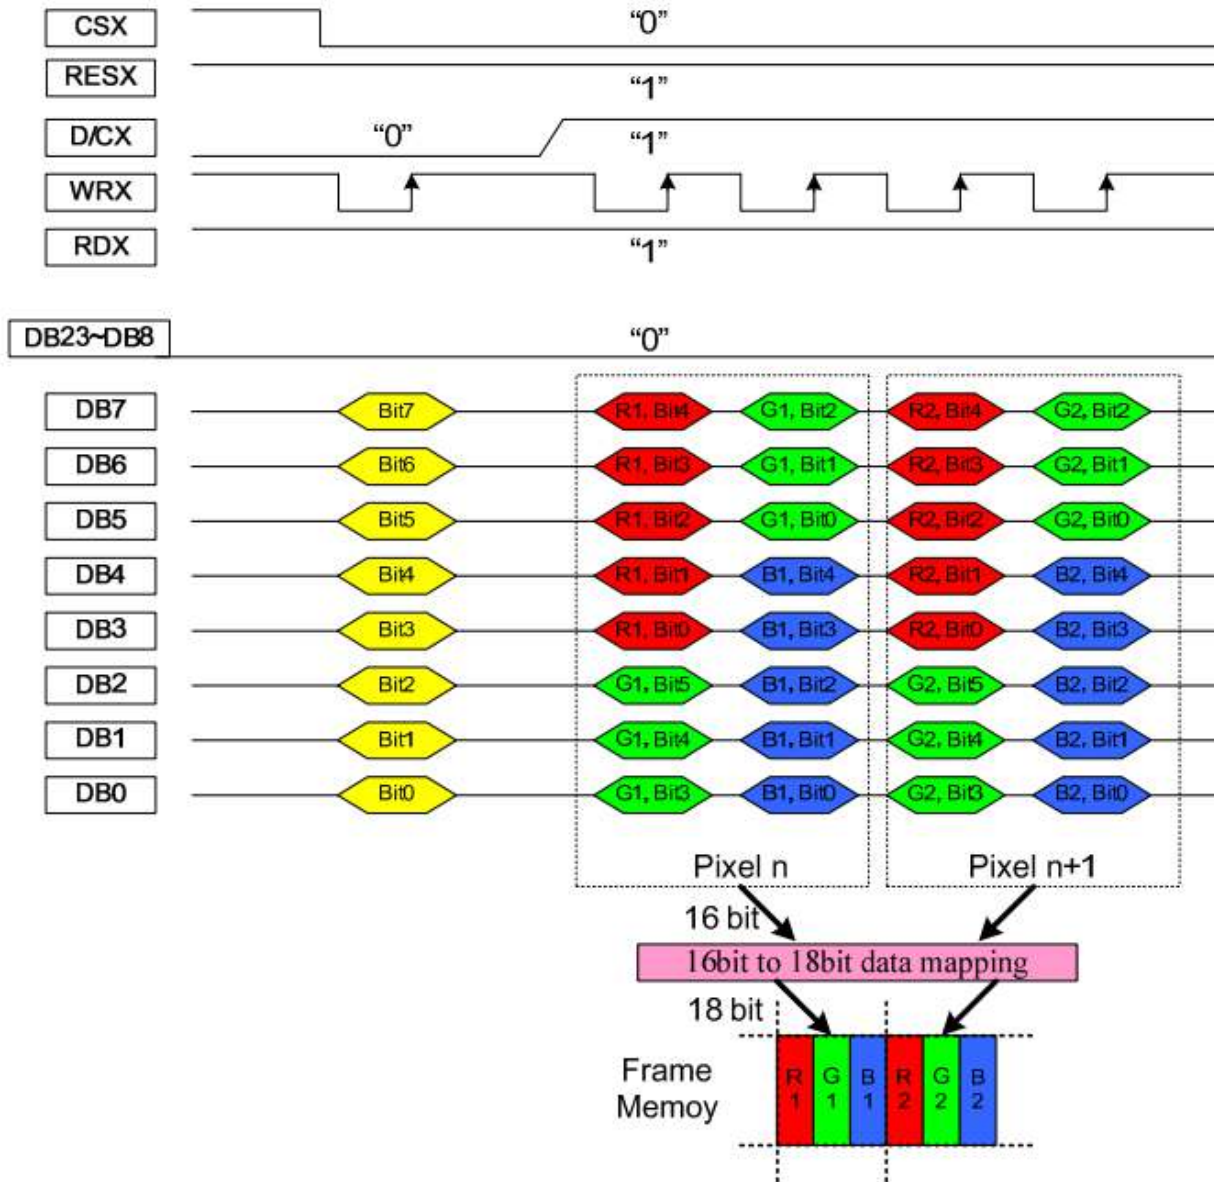 CSX “0”
RESX “1”
D/CX “0” “1”
WRX
RDX “1”
DB23~DB8 “0”
DB7 Bit7 R1, Bit4 G1, Bit2 R2, Bit4 G2, Bit2
DB6 Bit6 R1, Bit3 G1, Bit1 R2, Bit3 G2, Bit1
DB5 Bit5 R1, Bit2 G1, Bit0 R2, Bit2 G2, Bit0
DB4 Bit4 R1, Bit1 B1, Bit4 R2, Bit1 B2, Bit4
DB3 Bit3 R1, Bit0 B1, Bit3 R2, Bit0 B2, Bit3
DB2 Bit2 G1, Bit5 B1, Bit2 G2, Bit5 B2, Bit2
DB1 Bit1 G1, Bit4 B1, Bit1 G2, Bit4 B2, Bit1
DB0 Bit0 G1, Bit3 B1, Bit0 G2, Bit3 B2, Bit0
Pixel n Pixel n+1
16 bit
16bit to 18bit data mapping
18 bit
Frame
Memoy
R G B R G B
1 1 1 2 2 2